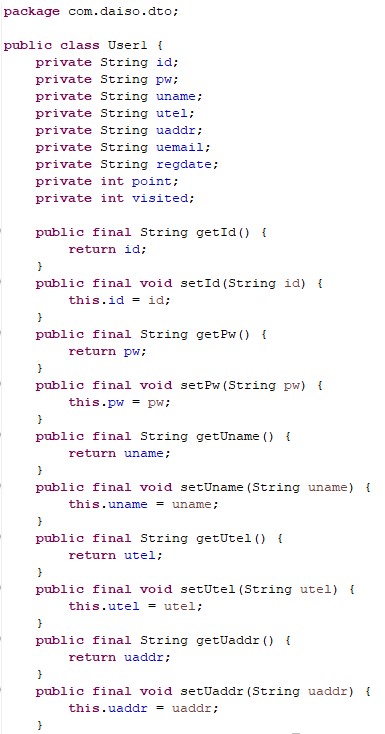 package com.daiso.dto;
public class User1 {
private String id;
private String pw;
private String uname;
private String utel;
private String uaddr;
private String uemail;
private String regdate;
private int point;
private int visited;
public final String getId() {
return id;
}
public final void setId(String id) {
this.id = id;
}
public final String getPw() {
return pw;
}
public final void setPw(String pw) {
this.pw = pw;
}
public final String getUname() {
return uname;
}
public final void setUname(String uname) {
this.uname = uname;
}
public final String getUtel() {
return utel;
}
public final void setUtel(String utel) {
this.utel = utel;
}
public final String getUaddr() {
return uaddr;
}
public final void setUaddr(String uaddr) {
this.uaddr = uaddr;
}